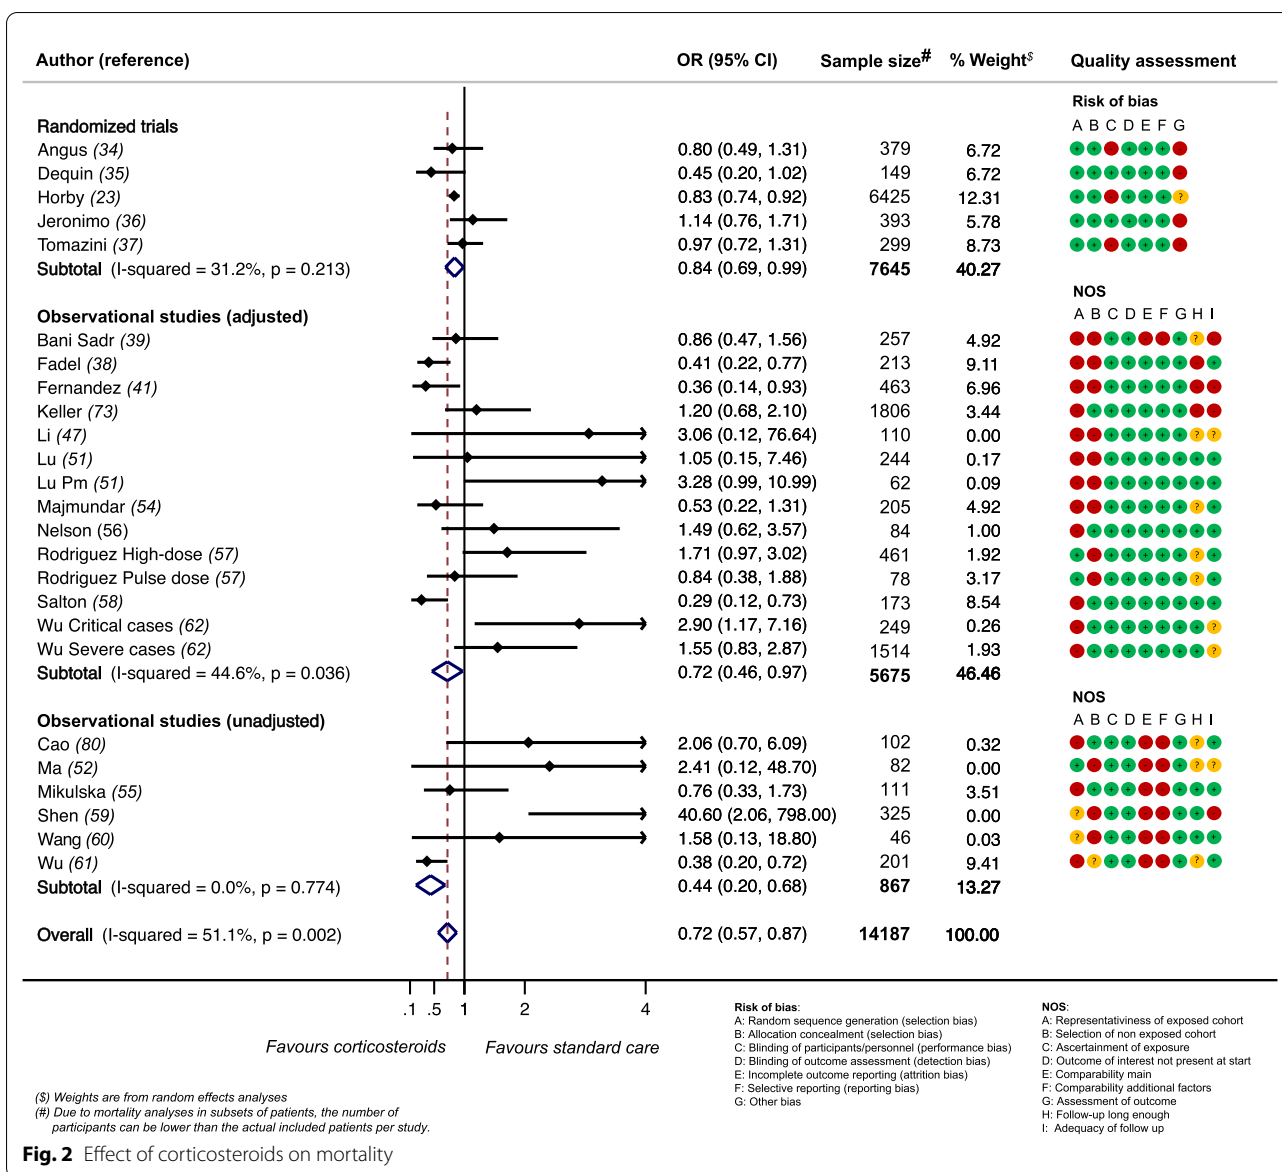 Author (reference) OR (95% CI) Sample size# % Weight$ Quality assessment
Risk of bias
Randomized trials A B C D E F G
Angus (34) 0.80 (0.49, 1.31) 379 6.72 + + - + + + -
Dequin (35) 0.45 (0.20, 1.02) 149 6.72 + + + + + + -
Horby (23) 0.83 (0.74, 0.92) 6425 12.31 + + - + + + ?
Jeronimo (36) 1.14 (0.76, 1.71) 393 5.78 + + + + + + -
Tomazini (37) 0.97 (0.72, 1.31) 299 8.73 + + - + + + -
Subtotal (I-squared = 31.2%, p = 0.213) 0.84 (0.69, 0.99) 7645 40.27
NOS
Observational studies (adjusted) A B C D E F G H I
Bani Sadr (39) 0.86 (0.47, 1.56) 257 4.92 - - + + - - + ? -
Fadel (38) 0.41 (0.22, 0.77) 213 9.11 - - + + + + + - +
Fernandez (41) 0.36 (0.14, 0.93) 463 6.96 - - + + + + + - -
Keller (73) 1.20 (0.68, 2.10) 1806 3.44 - + + + + + + - -
Li (47) 3.06 (0.12, 76.64) 110 0.00 - - + + + + + ? ?
Lu (51) 1.05 (0.15, 7.46) 244 0.17 - - + + + + + + +
Lu Pm (51) 3.28 (0.99, 10.99) 62 0.09 - - + + + + + + +
Majmundar (54) 0.53 (0.22, 1.31) 205 4.92 - - + + + + + ? +
Nelson (56) 1.49 (0.62, 3.57) 84 1.00 - + + + + + + + +
Rodriguez High-dose (57) 1.71 (0.97, 3.02) 461 1.92 + - + + + + + ? +
Rodriguez Pulse dose (57) 0.84 (0.38, 1.88) 78 3.17 + - + + + + + ? +
Salton (58) 0.29 (0.12, 0.73) 173 8.54 - + + + + + + + +
Wu Critical cases (62) 2.90 (1.17, 7.16) 249 0.26 - + + + + + + + ?
Wu Severe cases (62) 1.55 (0.83, 2.87) 1514 1.93 - + + + + + + + ?
Subtotal (I-squared = 44.6%, p = 0.036) 0.72 (0.46, 0.97) 5675 46.46
NOS
Observational studies (unadjusted) A B C D E F G H I
Cao (80) 2.06 (0.70, 6.09) 102 0.32 - + + + - - + ? +
Ma (52) 2.41 (0.12, 48.70) 82 0.00 + - + + - - + ? ?
Mikulska (55) 0.76 (0.33, 1.73) 111 3.51 - + + + - - + + +
Shen (59) 40.60 (2.06, 798.00) 325 0.00 ? - + + - - + + -
Wang (60) 1.58 (0.13, 18.80) 46 0.03 ? - + + - - + + +
Wu (61) 0.38 (0.20, 0.72) 201 9.41 - ? + + - - + ? +
Subtotal (I-squared = 0.0%, p = 0.774) 0.44 (0.20, 0.68) 867 13.27
Overall (I-squared = 51.1%, p = 0.002) 0.72 (0.57, 0.87) 14187 100.00
.1 .5 1 2 4
Favours corticosteroids Favours standard care
Risk of bias:
A: Random sequence generation (selection bias)
B: Allocation concealment (selection bias)
C: Blinding of participants/personnel (performance bias)
D: Blinding of outcome assessment (detection bias)
E: Incomplete outcome reporting (attrition bias)
F: Selective reporting (reporting bias)
G: Other bias
NOS:
A: Representativiness of exposed cohort
B: Selection of non exposed cohort
C: Ascertainment of exposure
D: Outcome of interest not present at start
E: Comparability main
F: Comparability additional factors
G: Assessment of outcome
H: Follow-up long enough
I: Adequacy of follow up
($) Weights are from random effects analyses
(#) Due to mortality analyses in subsets of patients, the number of
participants can be lower than the actual included patients per study.
Fig. 2 Effect of corticosteroids on mortality